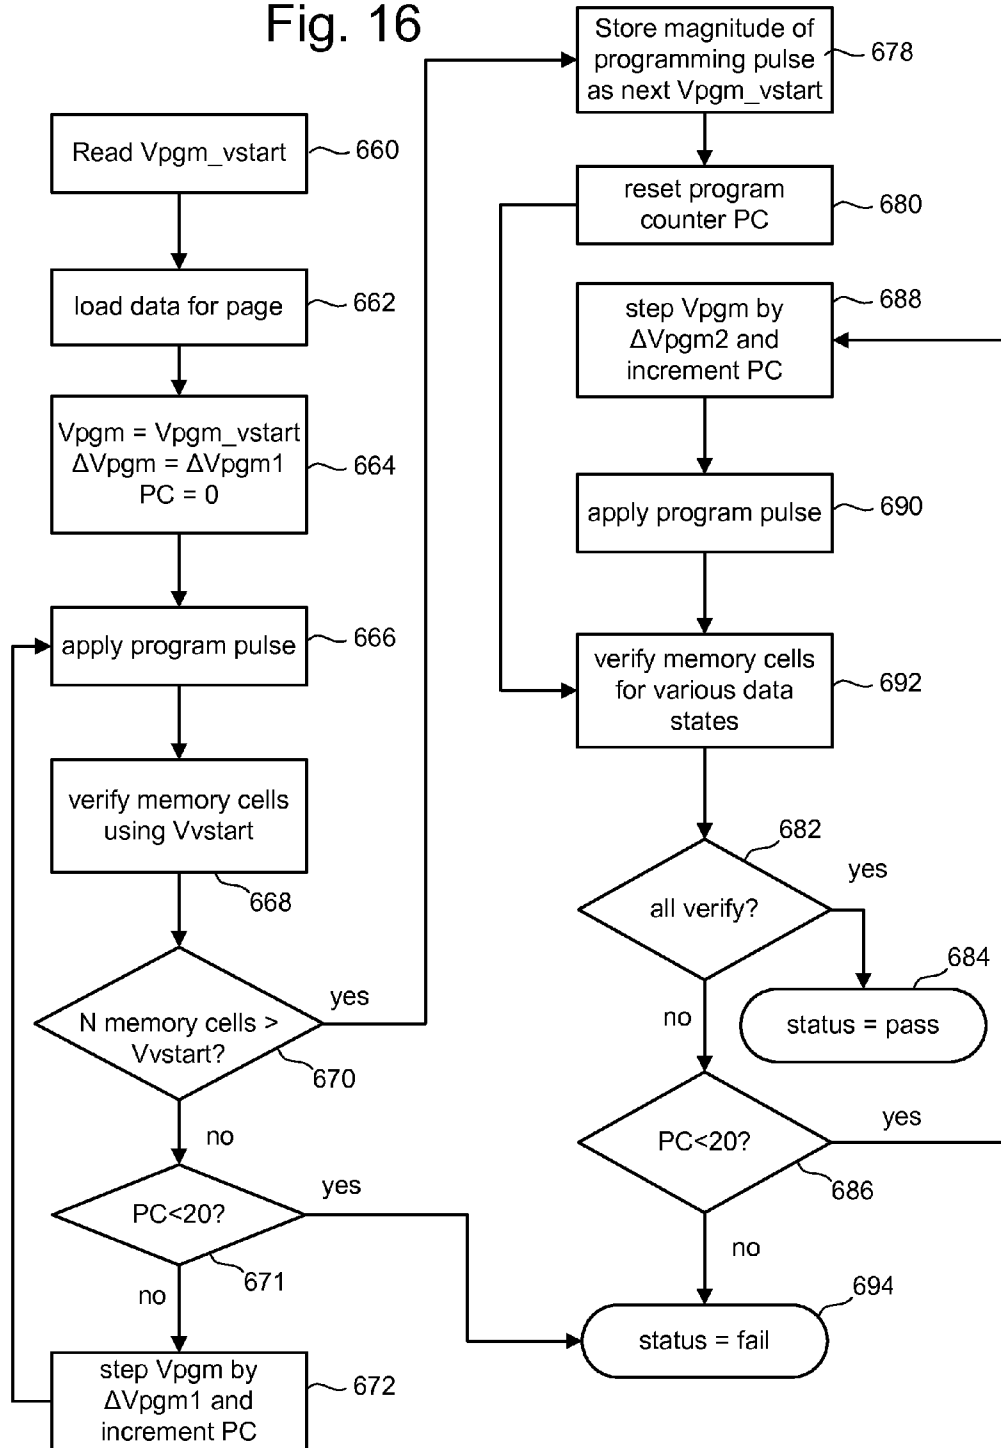 Fig. 16
Read Vpgm_vstart
660
load data for page
662
Vpgm = Vpgm_vstart
ΔVpgm = ΔVpgm1
PC = 0
664
apply program pulse
666
verify memory cells
using Vvstart
668
N memory cells >
Vvstart?
670
yes
no
PC<20?
671
yes
no
step Vpgm by
ΔVpgm1 and
increment PC
672
Store magnitude of
programming pulse
as next Vpgm_vstart
678
reset program
counter PC
680
step Vpgm by
ΔVpgm2 and
increment PC
688
apply program pulse
690
verify memory cells
for various data
states
692
all verify?
682
yes
no
status = pass
684
PC<20?
686
yes
no
status = fail
694